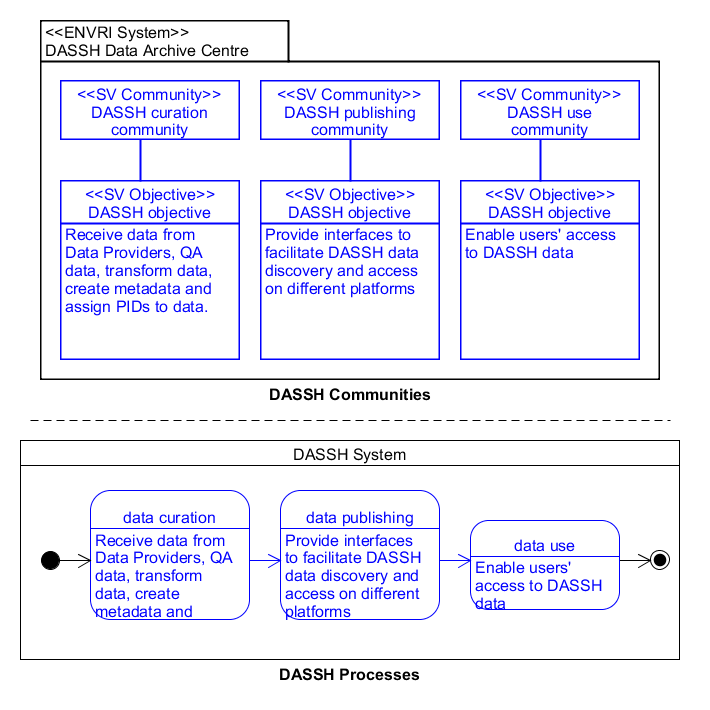 <<ENVRI System>>
DASSH Data Archive Centre
<<SV Community>>
DASSH curation
community
<<SV Community>>
DASSH publishing
community
<<SV Community>>
DASSH use
community
<<SV Objective>>
DASSH objective
Receive data from
Data Providers, QA
data, transform data,
create metadata and
assign PIDs to data.
<<SV Objective>>
DASSH objective
Provide interfaces to
facilitate DASSH data
discovery and access
on different platforms
<<SV Objective>>
DASSH objective
Enable users' access
to DASSH data
DASSH Communities
DASSH System
data curation
Receive data from
Data Providers, QA
data, transform
data, create
metadata and
data publishing
Provide interfaces
to facilitate DASSH
data discovery and
access on different
platforms
data use
Enable users'
access to DASSH
data
DASSH Processes